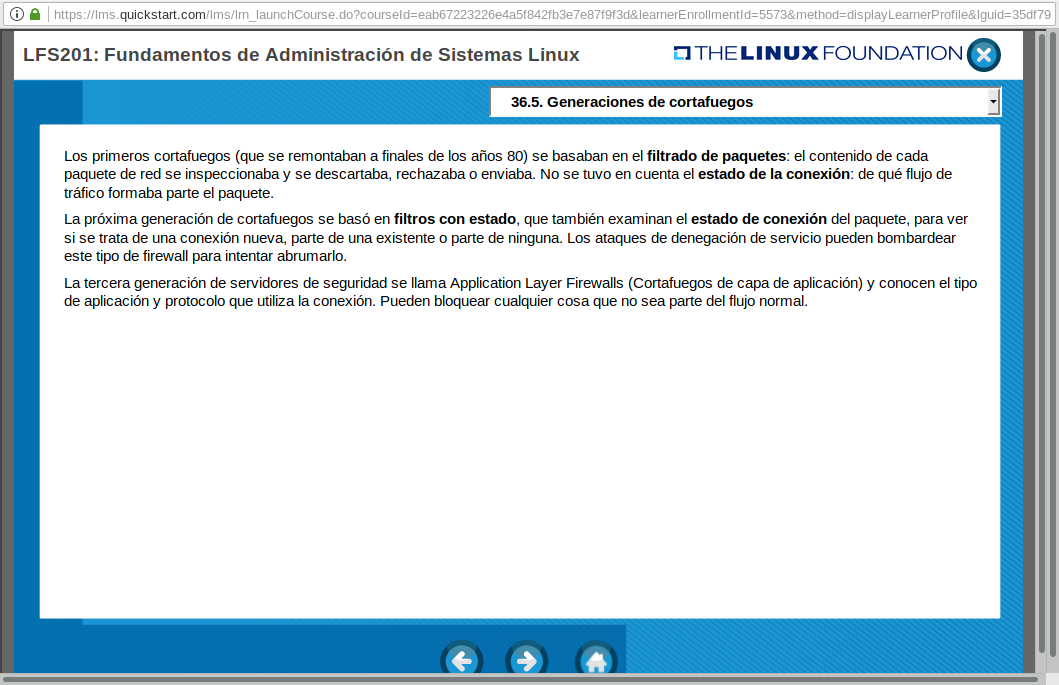 https://lms.quickstart.com/lms/lrn_launchCourse.do?courseId=eab67223226e4a5f842fb3e7e87f9f3d&learnerEnrollmentId=5573&method=displayLearnerProfile&lguid=35df79
LFS201: Fundamentos de Administración de Sistemas Linux
THE LINUX FOUNDATION
36.5. Generaciones de cortafuegos
Los primeros cortafuegos (que se remontaban a finales de los años 80) se basaban en el filtrado de paquetes: el contenido de cada
paquete de red se inspeccionaba y se descartaba, rechazaba o enviaba. No se tuvo en cuenta el estado de la conexión: de qué flujo de
tráfico formaba parte el paquete.
La próxima generación de cortafuegos se basó en filtros con estado, que también examinan el estado de conexión del paquete, para ver
si se trata de una conexión nueva, parte de una existente o parte de ninguna. Los ataques de denegación de servicio pueden bombardear
este tipo de firewall para intentar abrumarlo.
La tercera generación de servidores de seguridad se llama Application Layer Firewalls (Cortafuegos de capa de aplicación) y conocen el tipo
de aplicación y protocolo que utiliza la conexión. Pueden bloquear cualquier cosa que no sea parte del flujo normal.